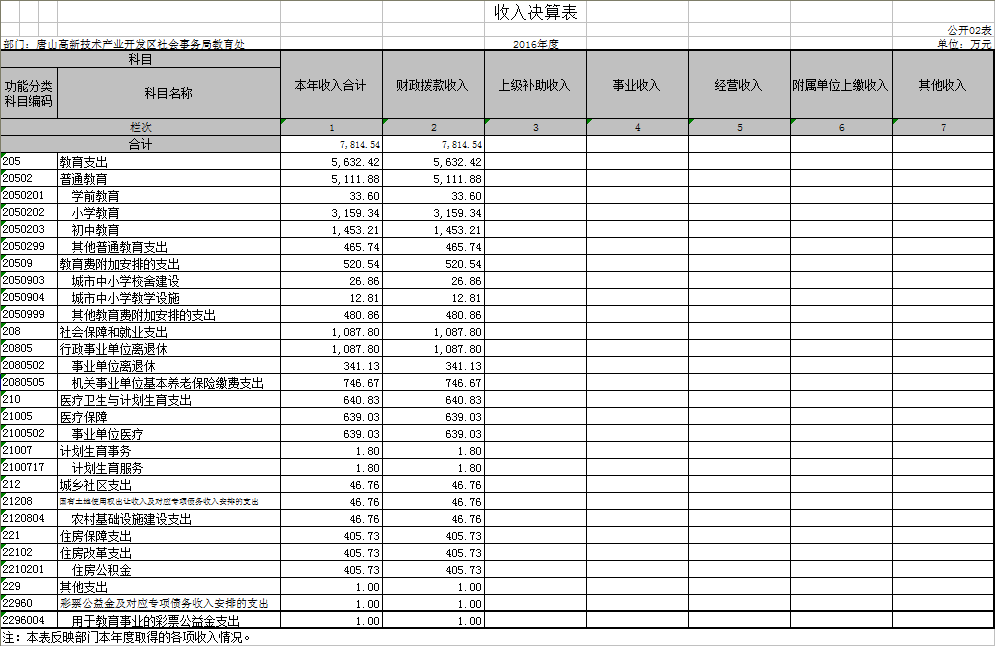 收入决算表
公开02表
部门：唐山高新技术产业开发区社会事务局教育处 2016年度 单位：万元
科目 本年收入合计 财政拨款收入 上级补助收入 事业收入 经营收入 附属单位上缴收入 其他收入
功能分类科目编码 科目名称
栏次 1 2 3 4 5 6 7
合计 7,814.54 7,814.54
205 教育支出 5,632.42 5,632.42
20502 普通教育 5,111.88 5,111.88
2050201 学前教育 33.60 33.60
2050202 小学教育 3,159.34 3,159.34
2050203 初中教育 1,453.21 1,453.21
2050299 其他普通教育支出 465.74 465.74
20509 教育费附加安排的支出 520.54 520.54
2050903 城市中小学校舍建设 26.86 26.86
2050904 城市中小学教学设施 12.81 12.81
2050999 其他教育费附加安排的支出 480.86 480.86
208 社会保障和就业支出 1,087.80 1,087.80
20805 行政事业单位离退休 1,087.80 1,087.80
2080502 事业单位离退休 341.13 341.13
2080505 机关事业单位基本养老保险缴费支出 746.67 746.67
210 医疗卫生与计划生育支出 640.83 640.83
21005 医疗保障 639.03 639.03
2100502 事业单位医疗 639.03 639.03
21007 计划生育事务 1.80 1.80
2100717 计划生育服务 1.80 1.80
212 城乡社区支出 46.76 46.76
21208 国有土地使用权出让收入及对应专项债务收入安排的支出 46.76 46.76
2120804 农村基础设施建设支出 46.76 46.76
221 住房保障支出 405.73 405.73
22102 住房改革支出 405.73 405.73
2210201 住房公积金 405.73 405.73
229 其他支出 1.00 1.00
22960 彩票公益金及对应专项债务收入安排的支出 1.00 1.00
2296004 用于教育事业的彩票公益金支出 1.00 1.00
注：本表反映部门本年度取得的各项收入情况。